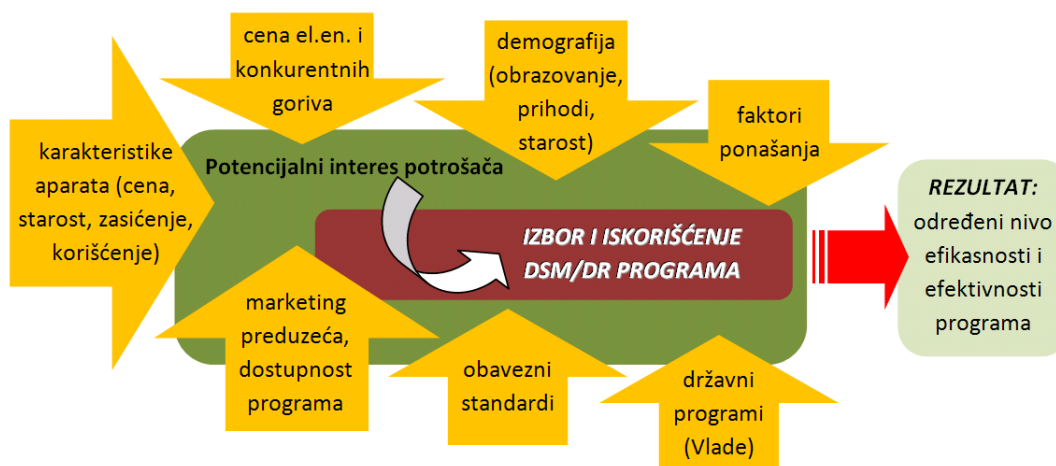 cena el.en. i
konkurentnih
goriva
demografija
(obrazovanje,
prihodi,
starost)
faktori
ponašanja
karakteristike
aparata (cena,
starost, zasićenje,
korišćenje)
Potencijalni interes potrošača
IZBOR I ISKORIŠĆENJE
DSM/DR PROGRAMA
REZULTAT:
određeni nivo
efikasnosti i
efektivnosti
programa
marketing
preduzeća,
dostupnost
programa
obavezni
standardi
državni
programi
(Vlade)